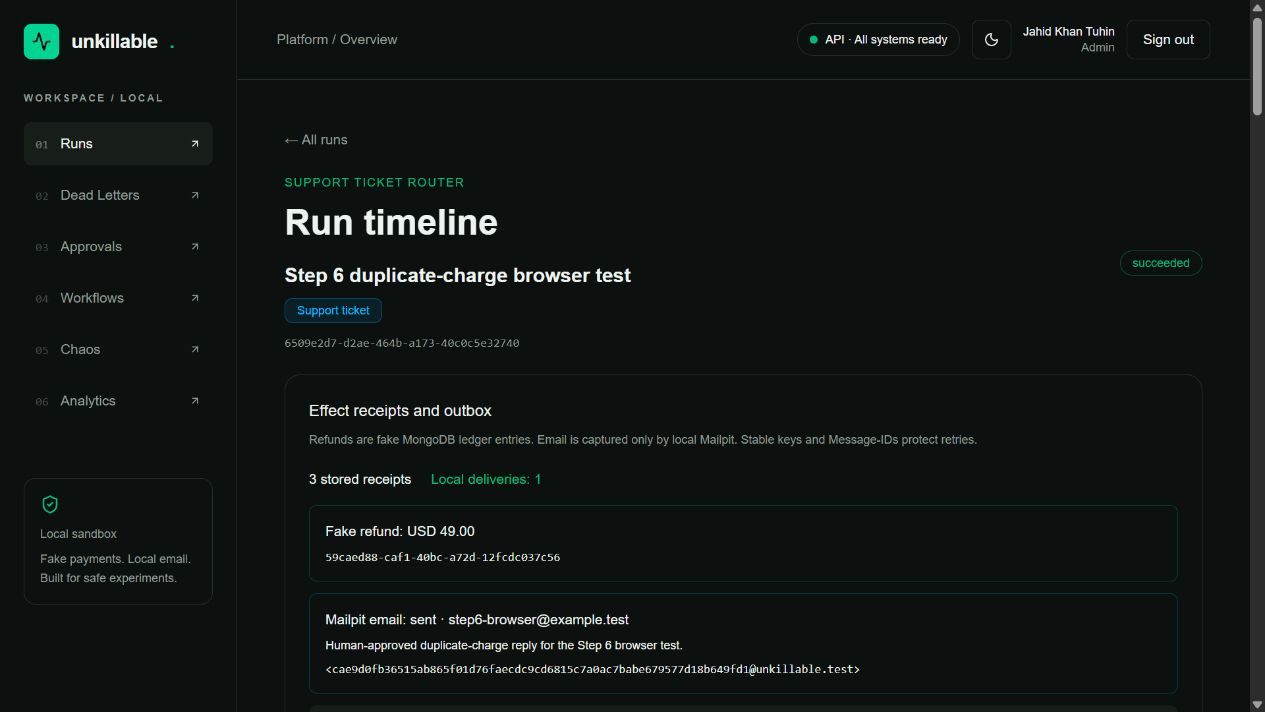 unkillable .
WORKSPACE / LOCAL
01 Runs
02 Dead Letters
03 Approvals
04 Workflows
05 Chaos
06 Analytics
Local sandbox
Fake payments. Local email.
Built for safe experiments.
Platform / Overview
API · All systems ready
Jahid Khan Tuhin
Admin
Sign out
← All runs
SUPPORT TICKET ROUTER
Run timeline
Step 6 duplicate-charge browser test
succeeded
Support ticket
6509e2d7-d2ae-464b-a173-40c0c5e32740
Effect receipts and outbox
Refunds are fake MongoDB ledger entries. Email is captured only by local Mailpit. Stable keys and Message-IDs protect retries.
3 stored receipts Local deliveries: 1
Fake refund: USD 49.00
59caed88-caf1-40bc-a72d-12fcdc037c56
Mailpit email: sent · step6-browser@example.test
Human-approved duplicate-charge reply for the Step 6 browser test.
<cae9d0fb36515ab865f01d76faecdc9cd6815c7a0ac7babe679577d18b649fd1@unkillable.test>